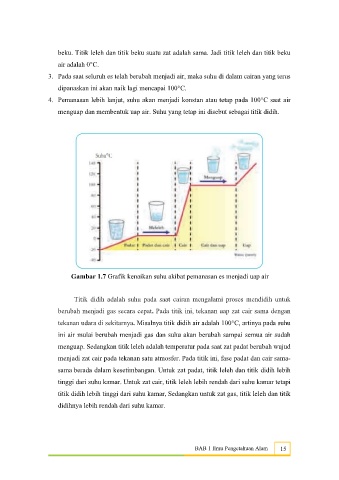 beku. Titik leleh dan titik beku suatu zat adalah sama. Jadi titik leleh dan titik beku
air adalah 0°C.
3. Pada saat seluruh es telah berubah menjadi air, maka suhu di dalam cairan yang terus
dipanaskan ini akan naik lagi mencapai 100°C.
4. Pemanasan lebih lanjut, suhu akan menjadi konstan atau tetap pada 100°C saat air
menguap dan membentuk uap air. Suhu yang tetap ini disebut sebagai titik didih.
Suhu°C
140
120
100
80
60
40
20
0
-20
-40
Menguap
Meleleh
Padat
Padat dan cair
Cair
Cair dan uap
Uap
Gambar 1.7 Grafik kenaikan suhu akibat pemanasan es menjadi uap air
Titik didih adalah suhu pada saat cairan mengalami proses mendidih untuk
berubah menjadi gas secara cepat. Pada titik ini, tekanan uap zat cair sama dengan
tekanan udara di sekitarnya. Misalnya titik didih air adalah 100°C, artinya pada suhu
ini air mulai berubah menjadi gas dan suhu akan berubah sampai semua air sudah
menguap. Sedangkan titik leleh adalah temperatur pada saat zat padat berubah wujud
menjadi zat cair pada tekanan satu atmosfer. Pada titik ini, fase padat dan cair sama-
sama berada dalam kesetimbangan. Untuk zat padat, titik leleh dan titik didih lebih
tinggi dari suhu kamar. Untuk zat cair, titik leleh lebih rendah dari suhu kamar tetapi
titik didih lebih tinggi dari suhu kamar, Sedangkan untuk zat gas, titik leleh dan titik
didihnya lebih rendah dari suhu kamar.
BAB 1 Ilmu Pengetahuan Alam 15